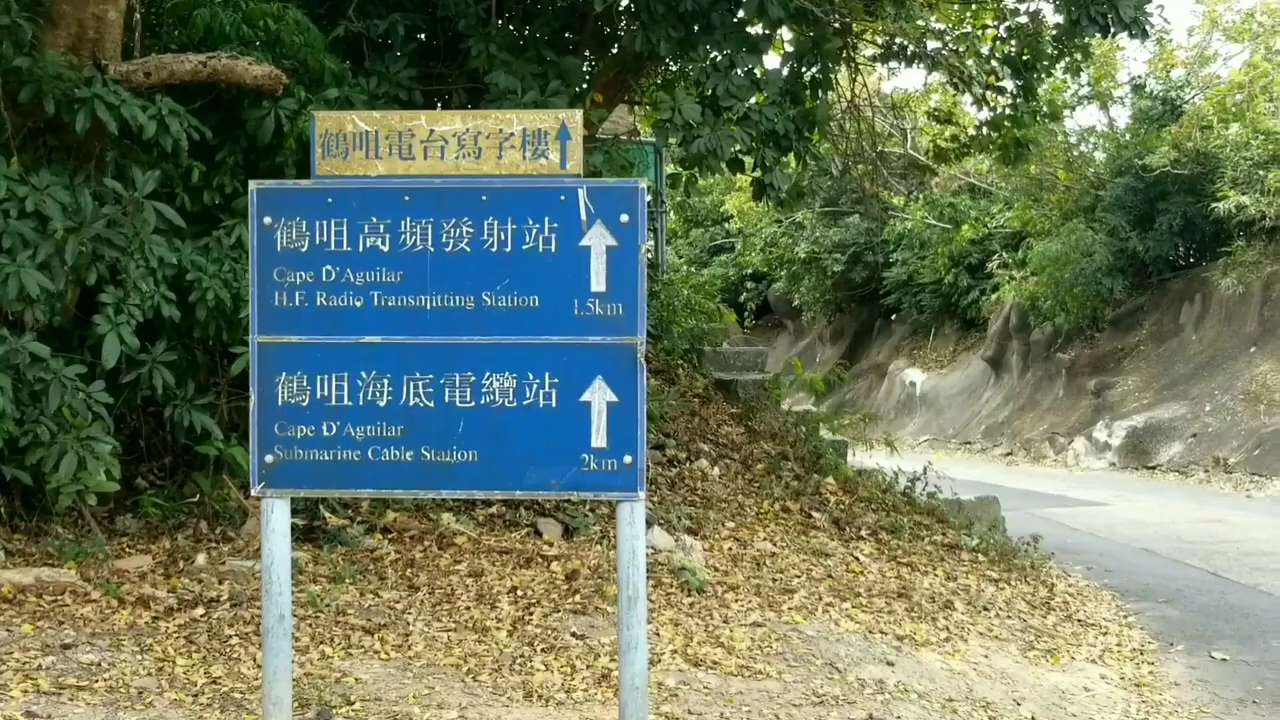 鶴咀電台寫字樓
鶴咀高頻發射站
Cape D'Aguilar
H.F. Radio Transmitting Station
1.5km
鶴咀海底電纜站
Cape D'Aguilar
Submarine Cable Station
2km